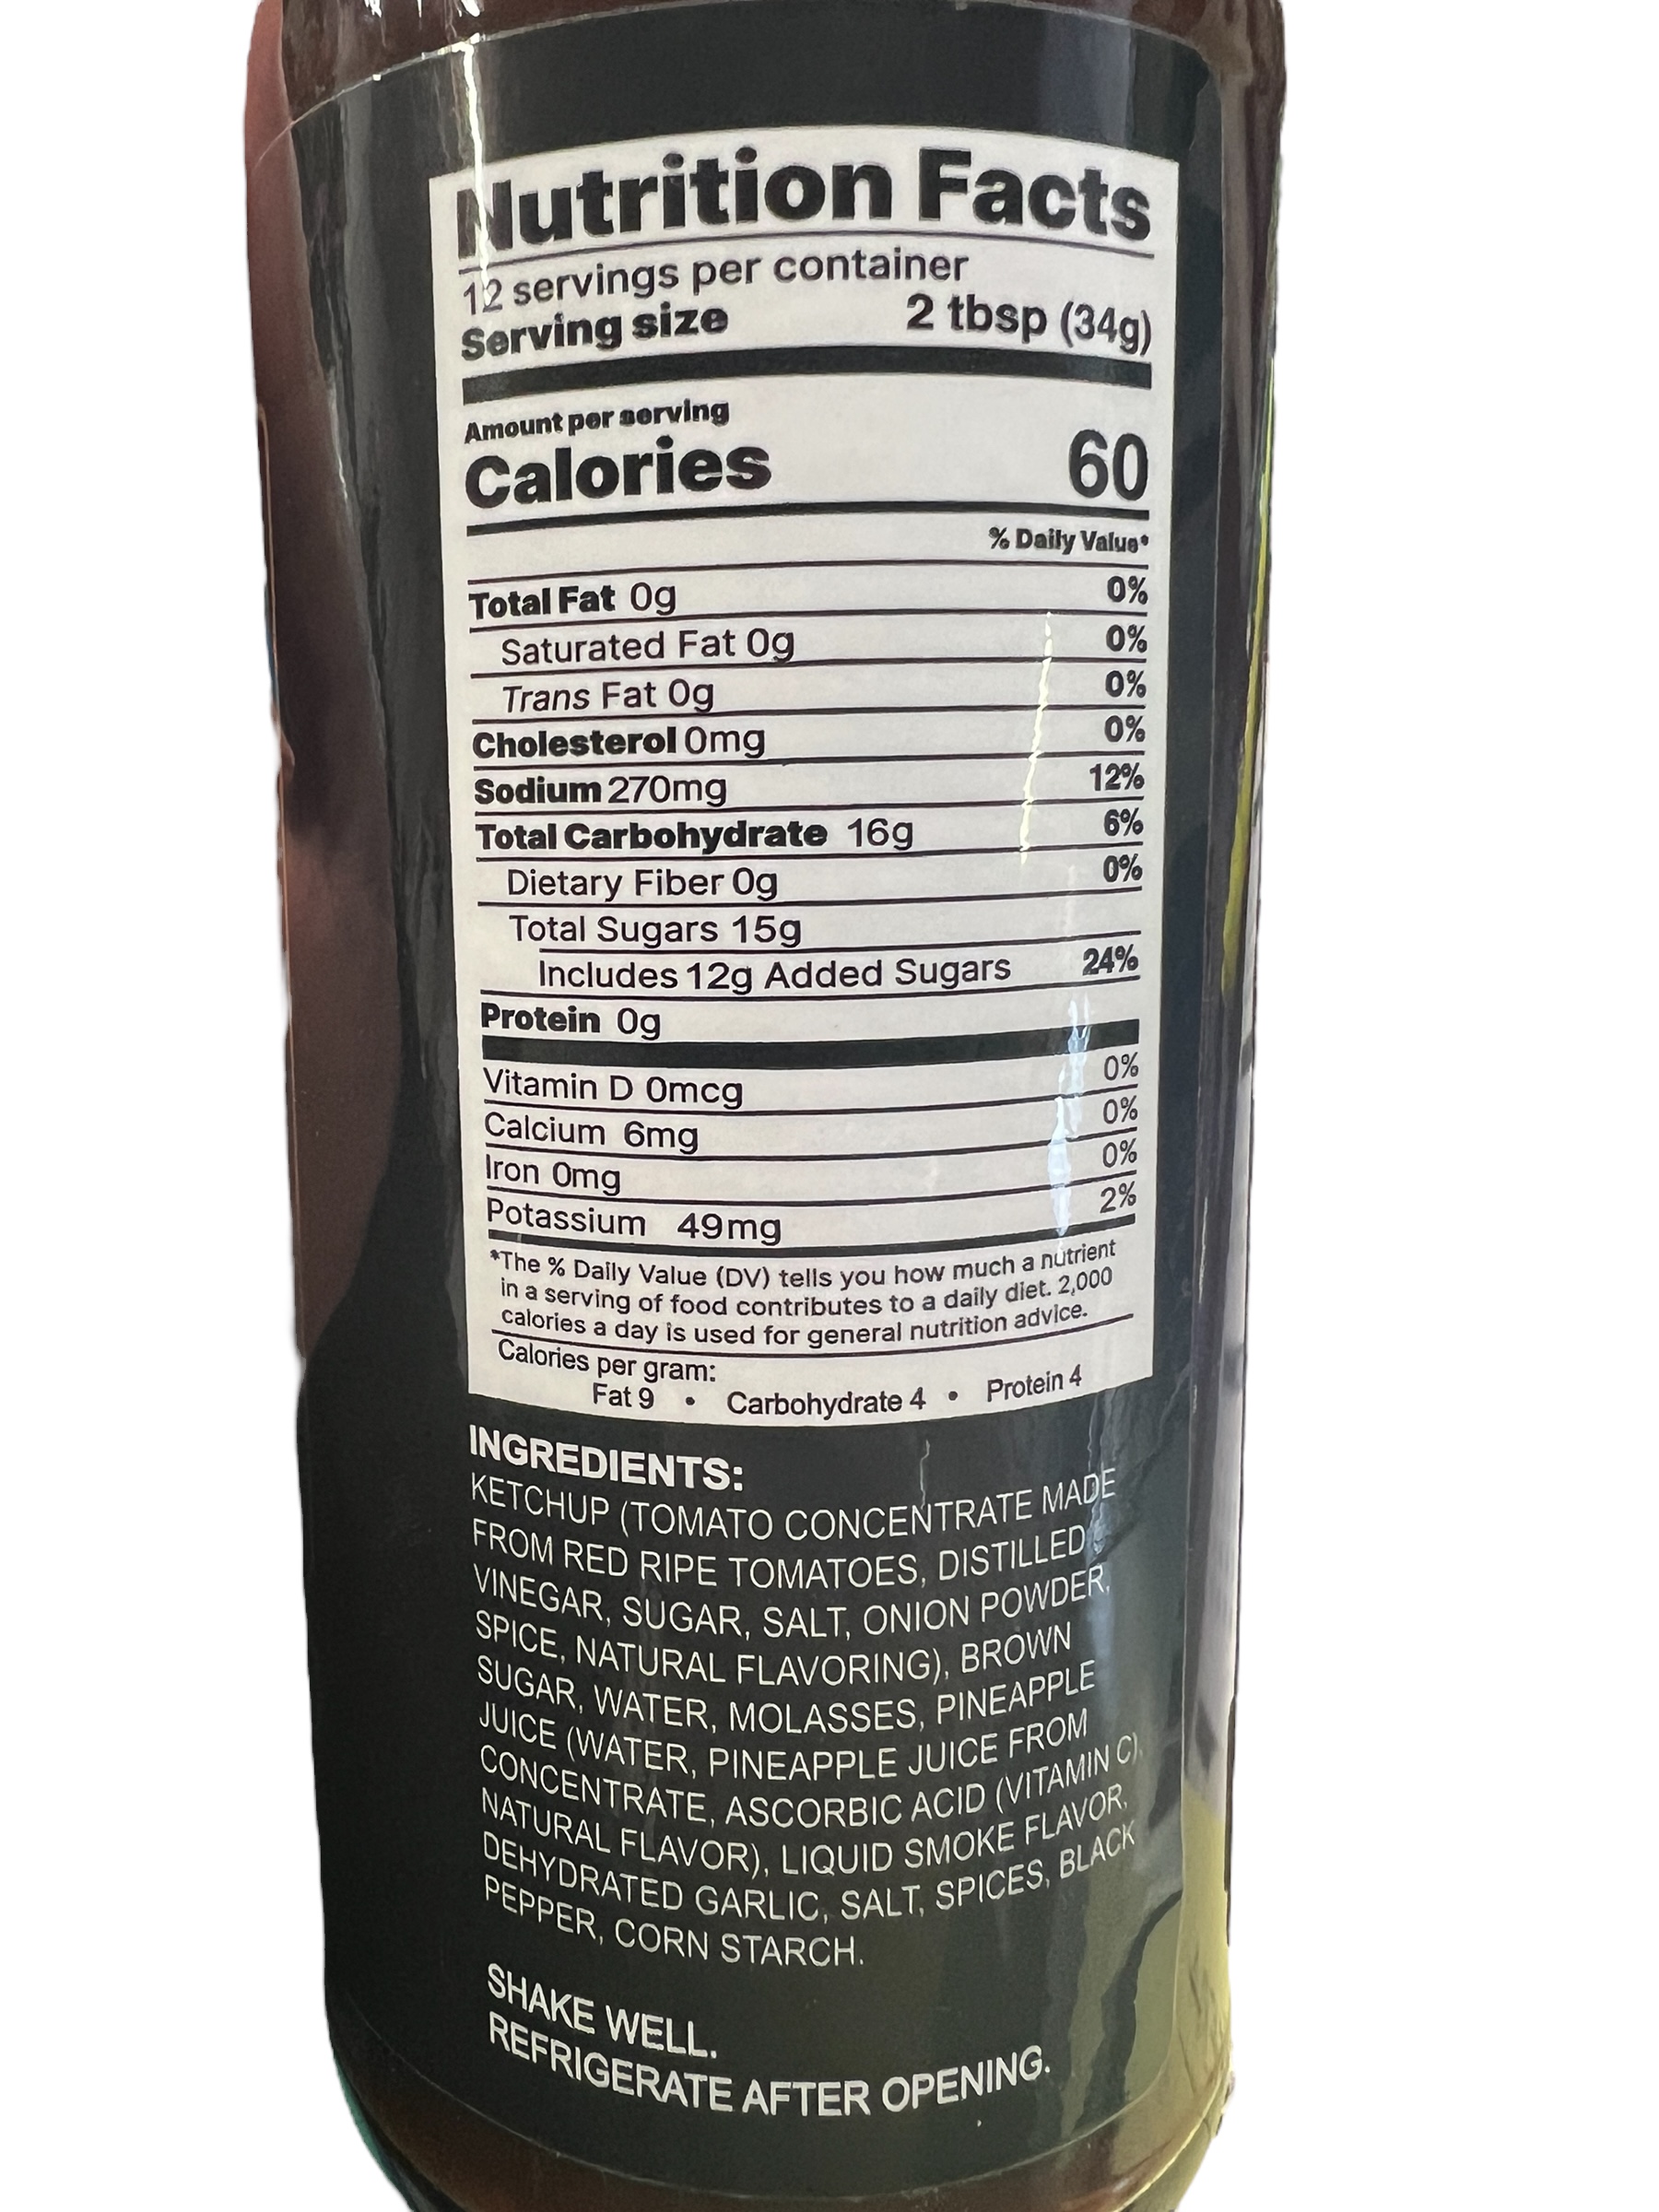 Nutrition Facts
12 servings per container
Serving size 2 tbsp (34g)
Amount per serving
Calories 60
% Daily Value*
Total Fat 0g 0%
Saturated Fat 0g 0%
Trans Fat 0g 0%
Cholesterol 0mg 0%
Sodium 270mg 12%
Total Carbohydrate 16g 6%
Dietary Fiber 0g 0%
Total Sugars 15g
Includes 12g Added Sugars 24%
Protein 0g
Vitamin D 0mcg 0%
Calcium 6mg 0%
Iron 0mg 0%
Potassium 49mg 2%
*The % Daily Value (DV) tells you how much a nutrient
in a serving of food contributes to a daily diet. 2,000
calories a day is used for general nutrition advice.
Calories per gram:
Fat 9 • Carbohydrate 4 • Protein 4
INGREDIENTS:
KETCHUP (TOMATO CONCENTRATE MADE
FROM RED RIPE TOMATOES, DISTILLED
VINEGAR, SUGAR, SALT, ONION POWDER,
SPICE, NATURAL FLAVORING), BROWN
SUGAR, WATER, MOLASSES, PINEAPPLE
JUICE (WATER, PINEAPPLE JUICE FROM
CONCENTRATE, ASCORBIC ACID (VITAMIN C),
NATURAL FLAVOR), LIQUID SMOKE FLAVOR,
DEHYDRATED GARLIC, SALT, SPICES, BLACK
PEPPER, CORN STARCH.
SHAKE WELL.
REFRIGERATE AFTER OPENING.